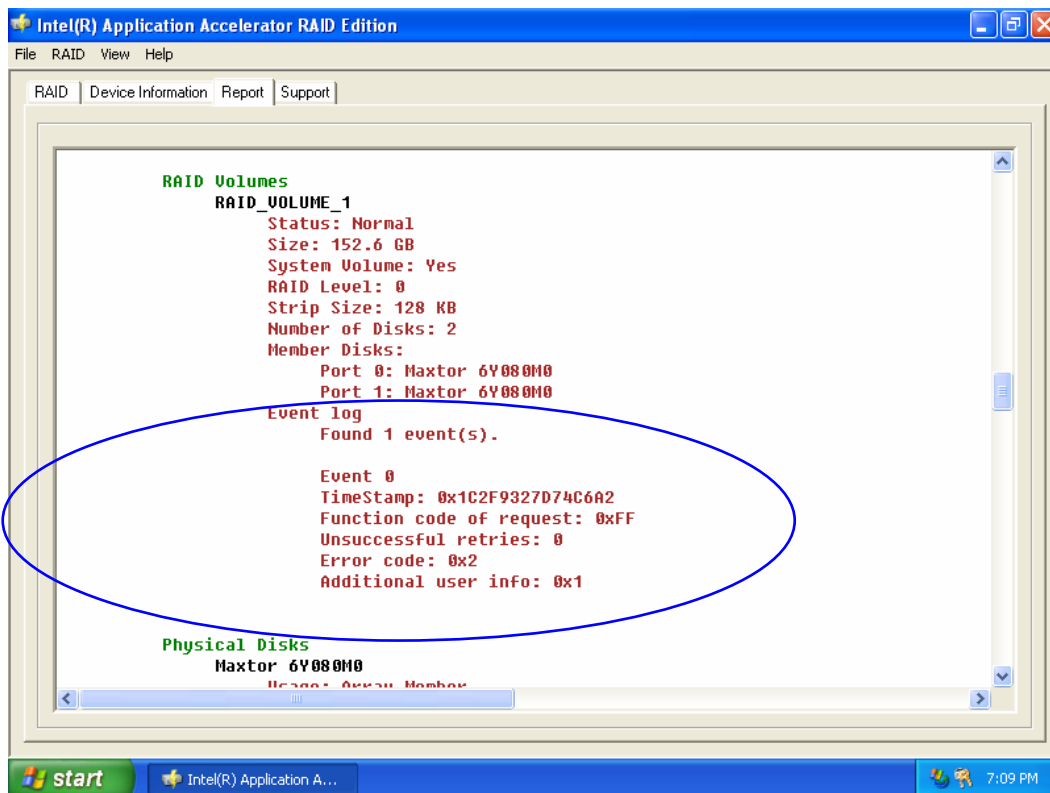 Intel(R) Application Accelerator RAID Edition
File RAID View Help
RAID Device Information Report Support
RAID Volumes
RAID_VOLUME_1
Status: Normal
Size: 152.6 GB
System Volume: Yes
RAID Level: 0
Strip Size: 128 KB
Number of Disks: 2
Member Disks:
Port 0: Maxtor 6Y080M0
Port 1: Maxtor 6Y080M0
Event log
Found 1 event(s).
Event 0
TimeStamp: 0x1C2F9327D74C6A2
Function code of request: 0xFF
Unsuccessful retries: 0
Error code: 0x2
Additional user info: 0x1
Physical Disks
Maxtor 6Y080M0
Usage: Array Member
start Intel(R) Application A... 7:09 PM